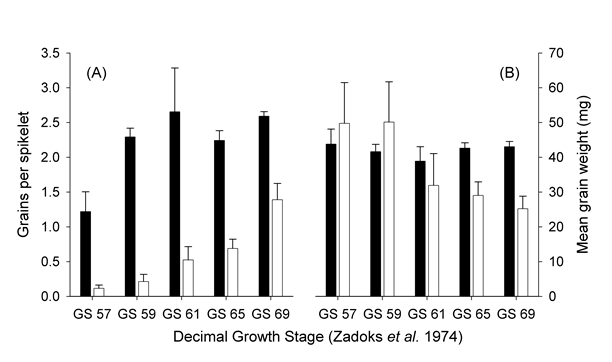 (A)
(B)
Grains per spikelet
3.5
3.0
2.5
2.0
1.5
1.0
0.5
0.0
GS 57 GS 59 GS 61 GS 65 GS 69
GS 57 GS 59 GS 61 GS 65 GS 69
70
60
50
40
30
20
10
0
Mean grain weight (mg)
Decimal Growth Stage (Zadoks et al. 1974)